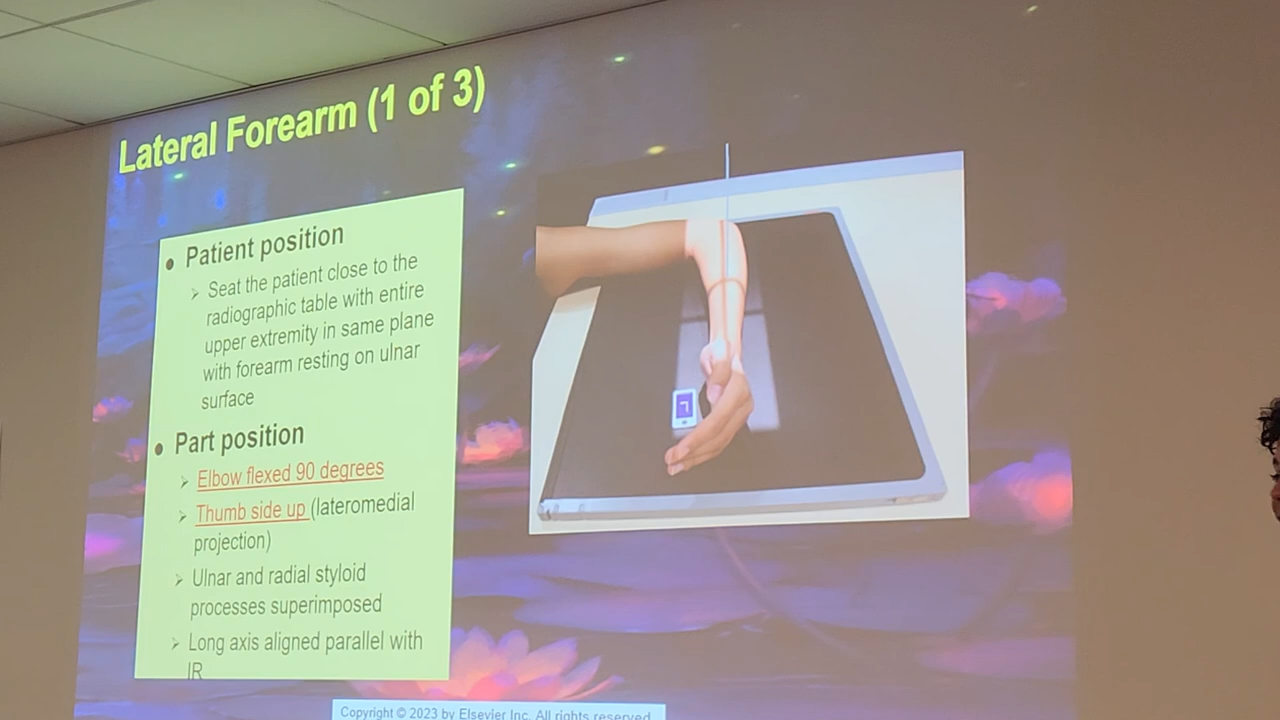 Lateral Forearm (1 of 3)
• Patient position
➢ Seat the patient close to the
radiographic table with entire
upper extremity in same plane
with forearm resting on ulnar
surface
• Part position
➢ Elbow flexed 90 degrees
➢ Thumb side up (lateromedial
projection)
➢ Ulnar and radial styloid
processes superimposed
➢ Long axis aligned parallel with
IR
Copyright © 2023 by Elsevier Inc. All rights reserved